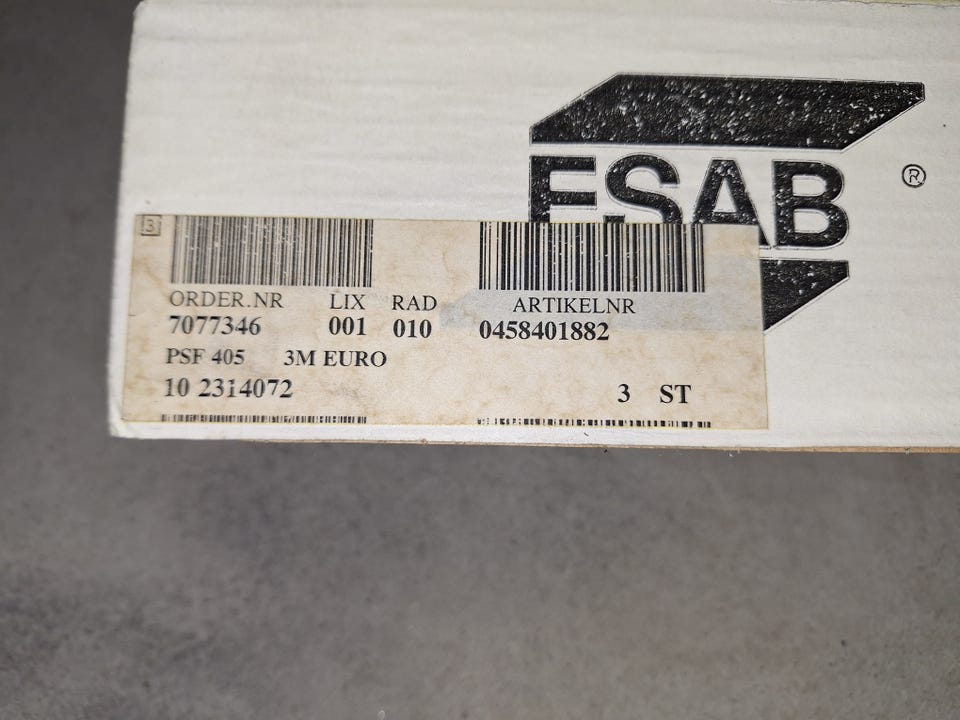 ESAB ®
3
ORDER.NR LIX RAD ARTIKELNR
7077346 001 010 0458401882
PSF 405 3M EURO
10 2314072 3 ST